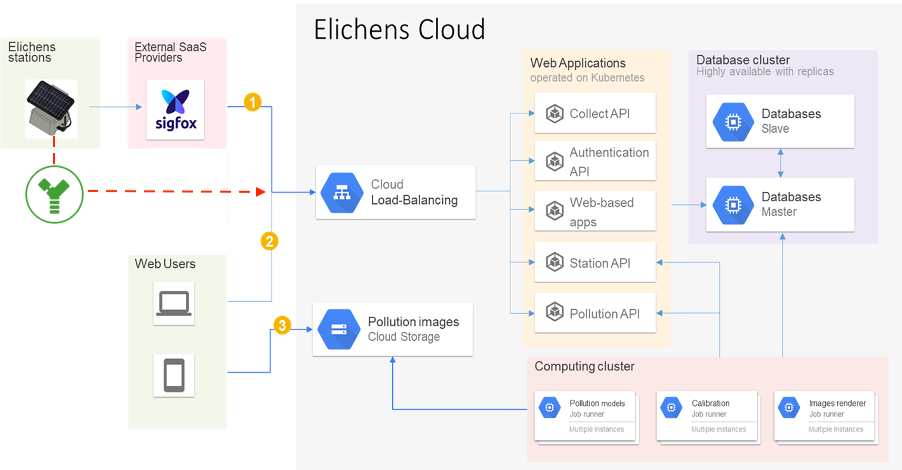 Elichens Cloud
Elichens
stations
External SaaS
Providers
sigfox
1
2
3
Web Users
Cloud
Load-Balancing
Pollution images
Cloud Storage
Web Applications
operated on Kubernetes
Collect API
Authentication
API
Web-based
apps
Station API
Pollution API
Database cluster
Highly available with replicas
Databases
Slave
Databases
Master
Computing cluster
Pollution models
Job runner
Multiple Instances
Calibration
Job runner
Multiple Instances
Images renderer
Job runner
Multiple Instances